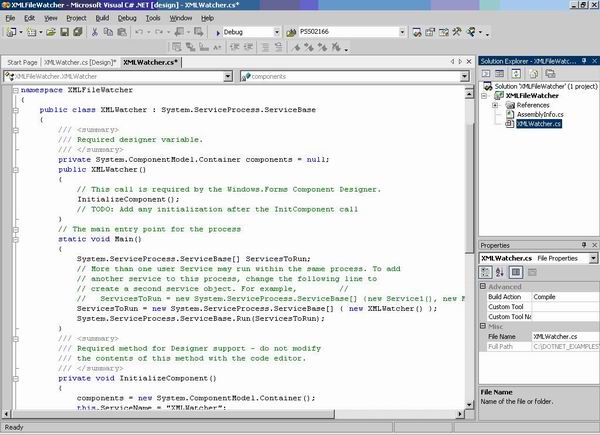 XMLFileWatcher - Microsoft Visual C# .NET [design] - XMLWatcher.cs*
File Edit View Project Build Debug Tools Window Help
Debug PSS02166
Start Page XMLWatcher.cs [Design]* XMLWatcher.cs*
XMLFileWatcher.XMLWatcher components
namespace XMLFileWatcher
{
public class XMLWatcher : System.ServiceProcess.ServiceBase
{
/// <summary>
/// Required designer variable.
/// </summary>
private System.ComponentModel.Container components = null;
public XMLWatcher()
{
// This call is required by the Windows.Forms Component Designer.
InitializeComponent();
// TODO: Add any initialization after the InitComponent call
}
// The main entry point for the process
static void Main()
{
System.ServiceProcess.ServiceBase[] ServicesToRun;
// More than one user Service may run within the same process. To add
// another service to this process, change the following line to
// create a second service object. For example, //
// ServicesToRun = new System.ServiceProcess.ServiceBase[] {new Service1(), new M
ServicesToRun = new System.ServiceProcess.ServiceBase[] { new XMLWatcher() };
System.ServiceProcess.ServiceBase.Run(ServicesToRun);
}
/// <summary>
/// Required method for Designer support - do not modify
/// the contents of this method with the code editor.
/// </summary>
private void InitializeComponent()
{
components = new System.ComponentModel.Container();
this.ServiceName = "XMLWatcher";
Solution Explorer - XMLFileWatc...
Solution 'XMLFileWatcher' (1 project)
XMLFileWatcher
References
AssemblyInfo.cs
XMLWatcher.cs
Properties
XMLWatcher.cs File Properties
Advanced
Build Action Compile
Custom Tool
Custom Tool Na
Misc
File Name XMLWatcher.cs
Full Path C:\DOTNET_EXAMPLES
File Name
Name of the file or folder.
Ready